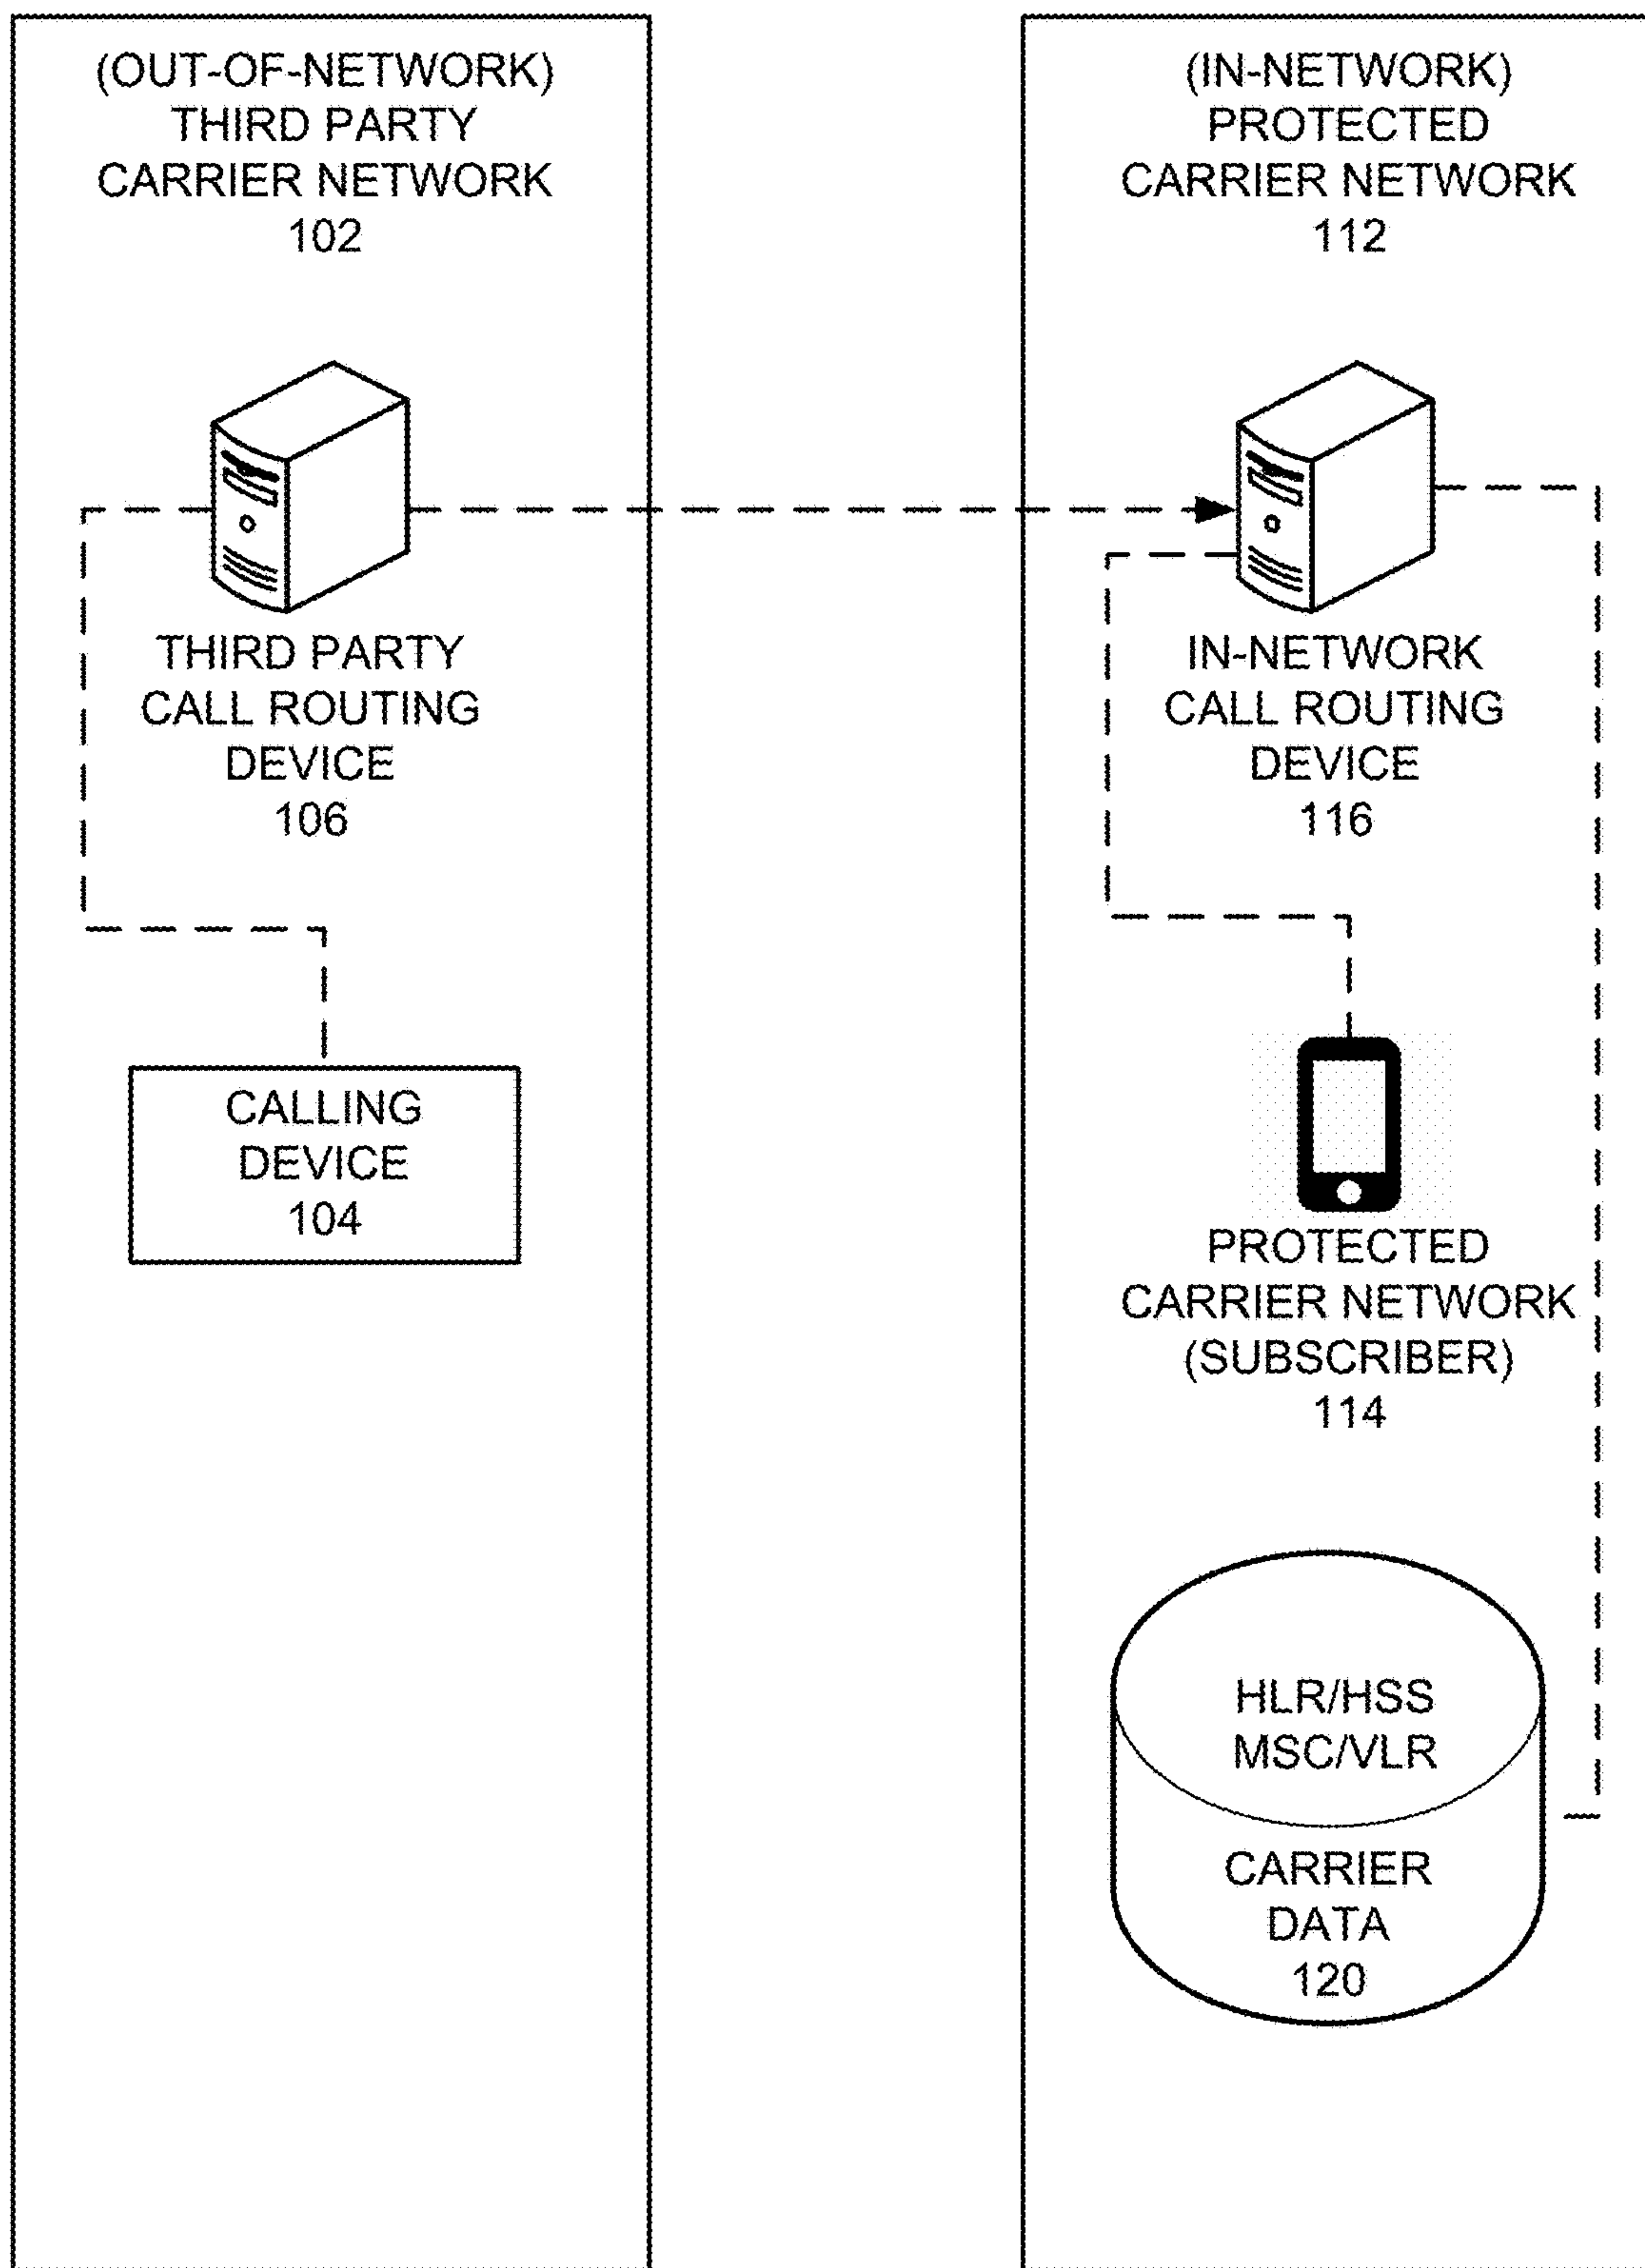 (OUT-OF-NETWORK)
THIRD PARTY
CARRIER NETWORK
102
THIRD PARTY
CALL ROUTING
DEVICE
106
CALLING
DEVICE
104
(IN-NETWORK)
PROTECTED
CARRIER NETWORK
112
IN-NETWORK
CALL ROUTING
DEVICE
116
PROTECTED
CARRIER NETWORK
(SUBSCRIBER)
114
HLR/HSS
MSC/VLR
CARRIER
DATA
120